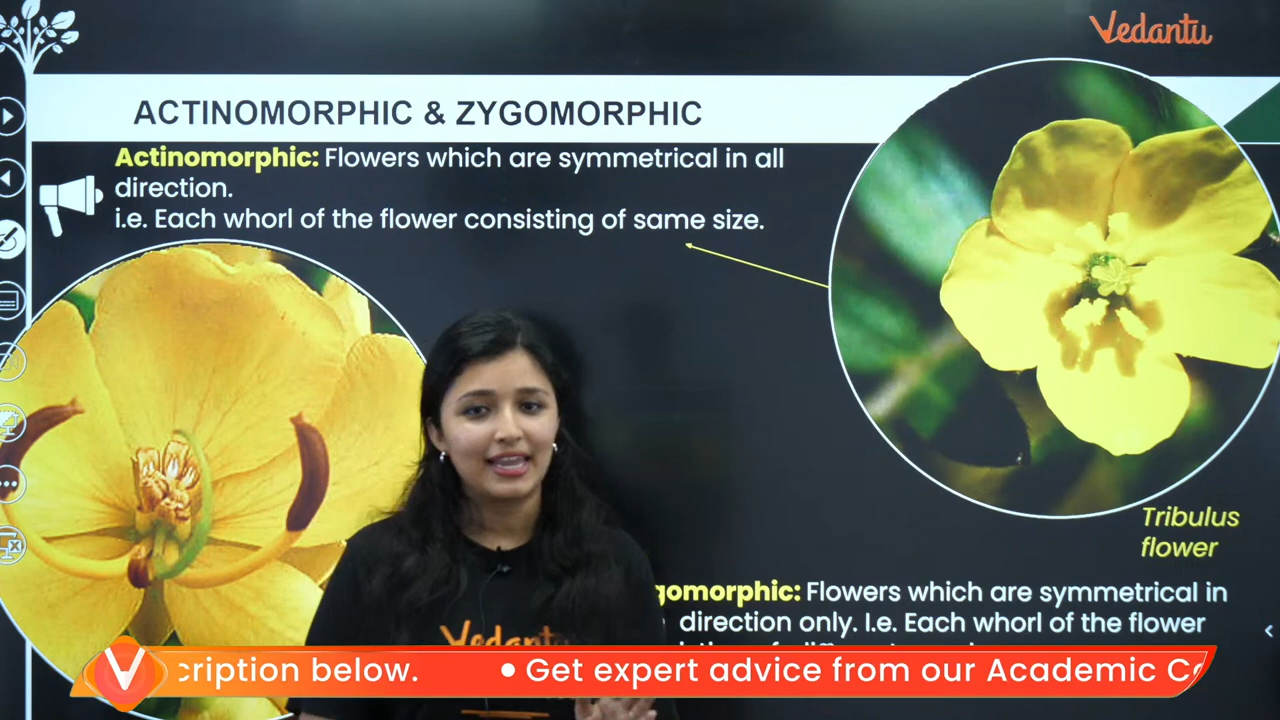 Vedantu
ACTINOMORPHIC & ZYGOMORPHIC
Actinomorphic: Flowers which are symmetrical in all
direction.
i.e. Each whorl of the flower consisting of same size.
Tribulus
flower
gomorphic: Flowers which are symmetrical in
direction only. I.e. Each whorl of the flower
Vedantu
V
cription below. • Get expert advice from our Academic